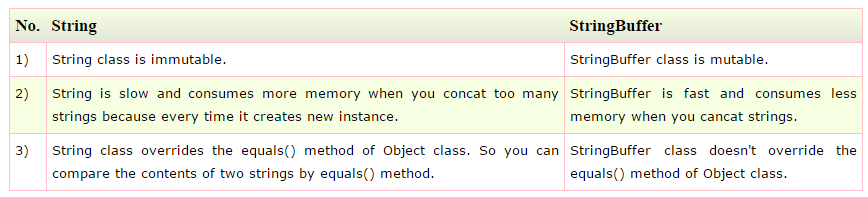 No. String StringBuffer
1) String class is immutable. StringBuffer class is mutable.
2) String is slow and consumes more memory when you concat too many StringBuffer is fast and consumes less
strings because every time it creates new instance. memory when you cancat strings.
3) String class overrides the equals() method of Object class. So you can StringBuffer class doesn't override the
compare the contents of two strings by equals() method. equals() method of Object class.